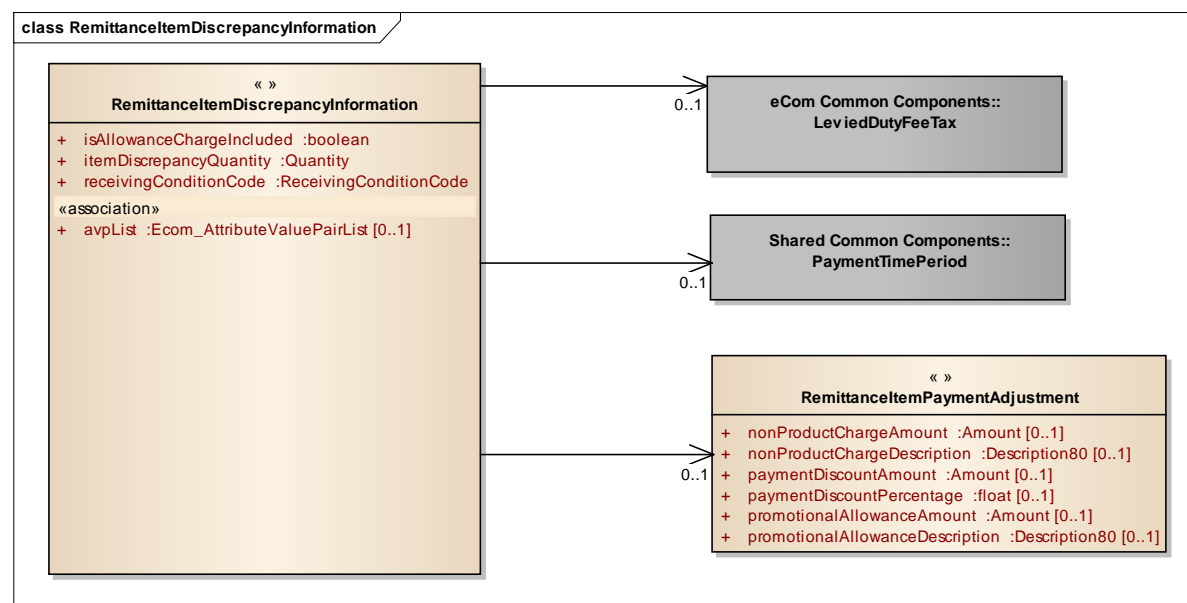 class RemittanceItemDiscrepancyInformation
« »
RemittanceItemDiscrepancyInformation
+ isAllowanceChargeIncluded :boolean
+ itemDiscrepancyQuantity :Quantity
+ receivingConditionCode :ReceivingConditionCode
«association»
+ avpList :Ecom_AttributeValuePairList [0..1]
0..1
eCom Common Components::
LeviedDutyFeeTax
0..1
Shared Common Components::
PaymentTimePeriod
0..1
« »
RemittanceItemPaymentAdjustment
+ nonProductChargeAmount :Amount [0..1]
+ nonProductChargeDescription :Description80 [0..1]
+ paymentDiscountAmount :Amount [0..1]
+ paymentDiscountPercentage :float [0..1]
+ promotionalAllowanceAmount :Amount [0..1]
+ promotionalAllowanceDescription :Description80 [0..1]